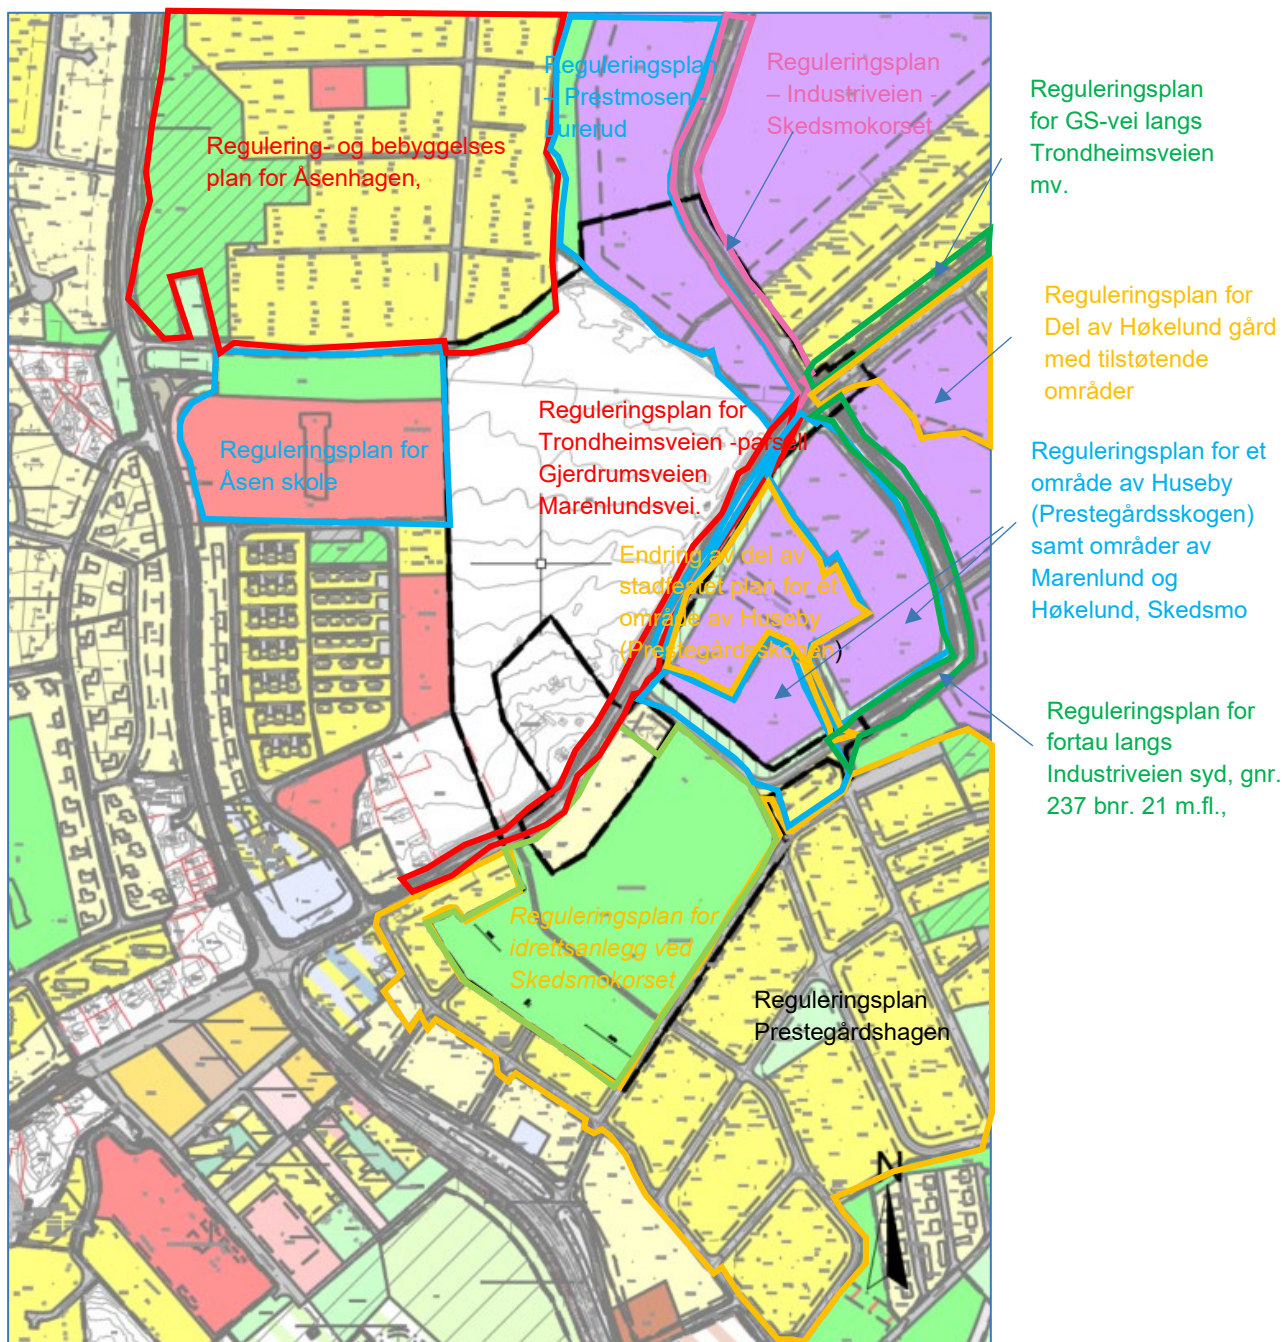 Reguleringsplan
– Prestmosen -
Lurerud
Reguleringsplan
– Industriveien -
Skedsmokorset
Reguleringsplan
for GS-vei langs
Trondheimsveien
mv.
Regulering- og bebyggelses
plan for Åsenhagen,
Reguleringsplan for
Del av Høkelund gård
med tilstøtende
områder
Reguleringsplan for
Trondheimsveien -parsell
Gjerdrumsveien
Marenlundsvei.
Reguleringsplan for
Åsen skole
Reguleringsplan for et
område av Huseby
(Prestegårdsskogen)
samt områder av
Marenlund og
Høkelund, Skedsmo
Endring av del av
stadfestet plan for et
område av Huseby
(Prestegårdsskogen)
Reguleringsplan for
fortau langs
Industriveien syd, gnr.
237 bnr. 21 m.fl.,
Reguleringsplan for
idrettsanlegg ved
Skedsmokorset
Reguleringsplan
Prestegårdshagen
N